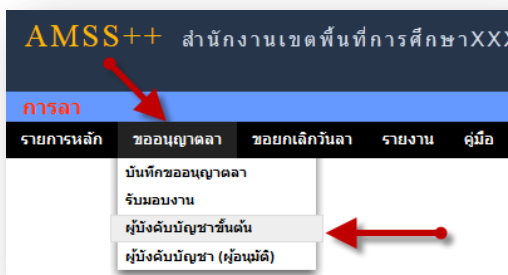 AMSS++ สำนักงานเขตพื้นที่การศึกษาXXX
การลา
รายการหลัก ขออนุญาตลา ขอยกเลิกวันลา รายงาน คู่มือ
บันทึกขออนุญาตลา
รับมอบงาน
ผู้บังคับบัญชาขั้นต้น
ผู้บังคับบัญชา (ผู้อนุมัติ)